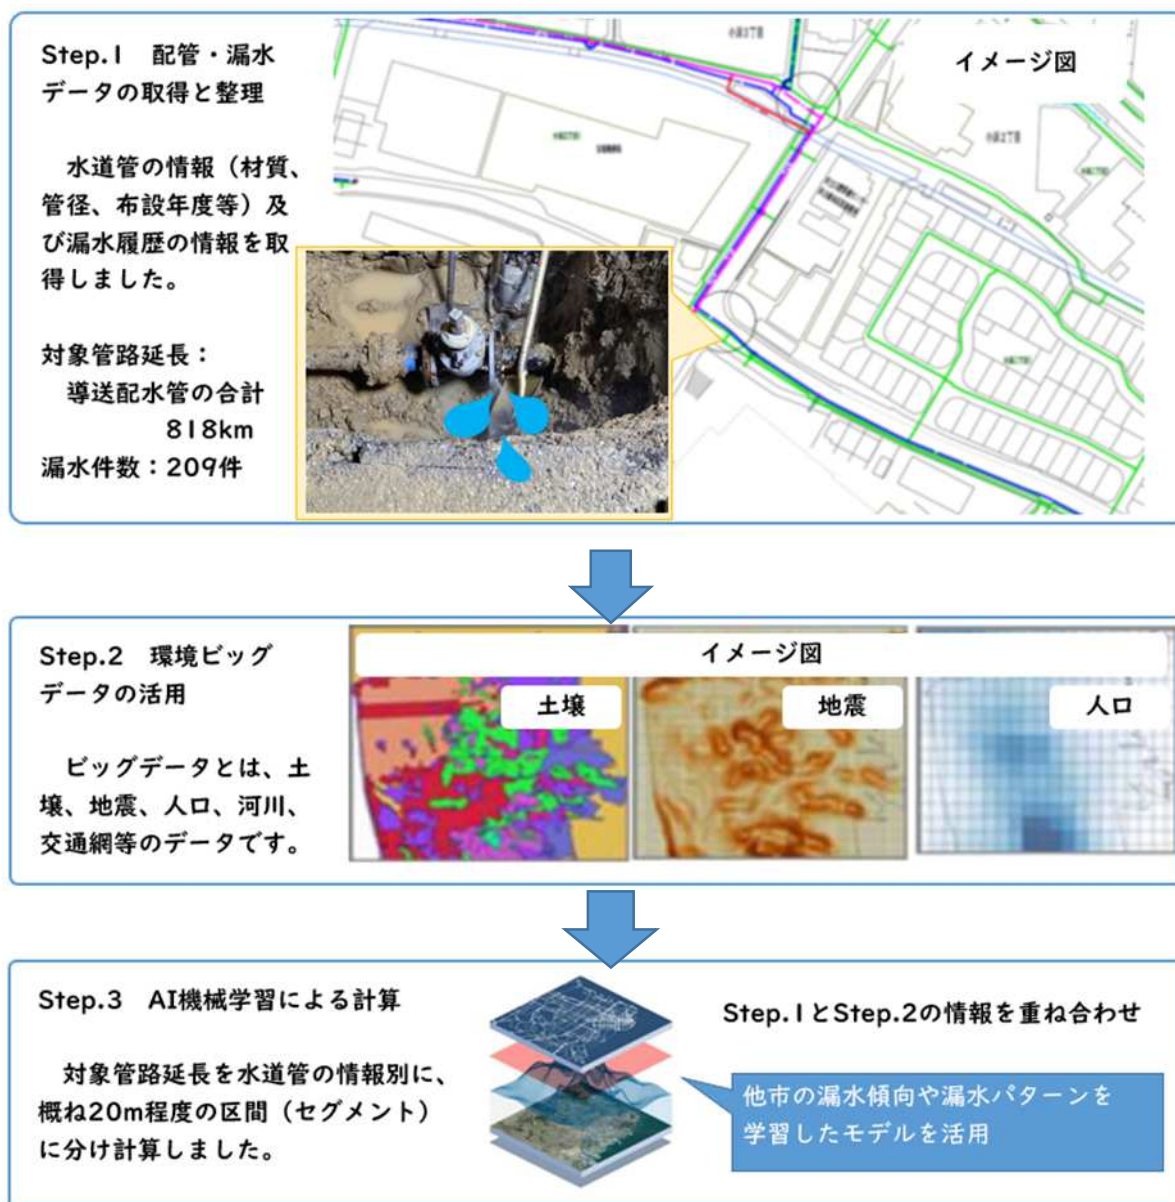 Step.1 配管・漏水
データの取得と整理
水道管の情報（材質、
管径、布設年度等）及
び漏水履歴の情報を取
得しました。
対象管路延長：
導送配水管の合計
818km
漏水件数：209件
イメージ図
Step.2 環境ビッグ
データの活用
ビッグデータとは、土
壌、地震、人口、河川、
交通網等のデータです。
イメージ図
土壌
地震
人口
Step.3 AI機械学習による計算
対象管路延長を水道管の情報別に、
概ね20m程度の区間（セグメント）
に分け計算しました。
Step.1とStep.2の情報を重ね合わせ
他市の漏水傾向や漏水パターンを
学習したモデルを活用